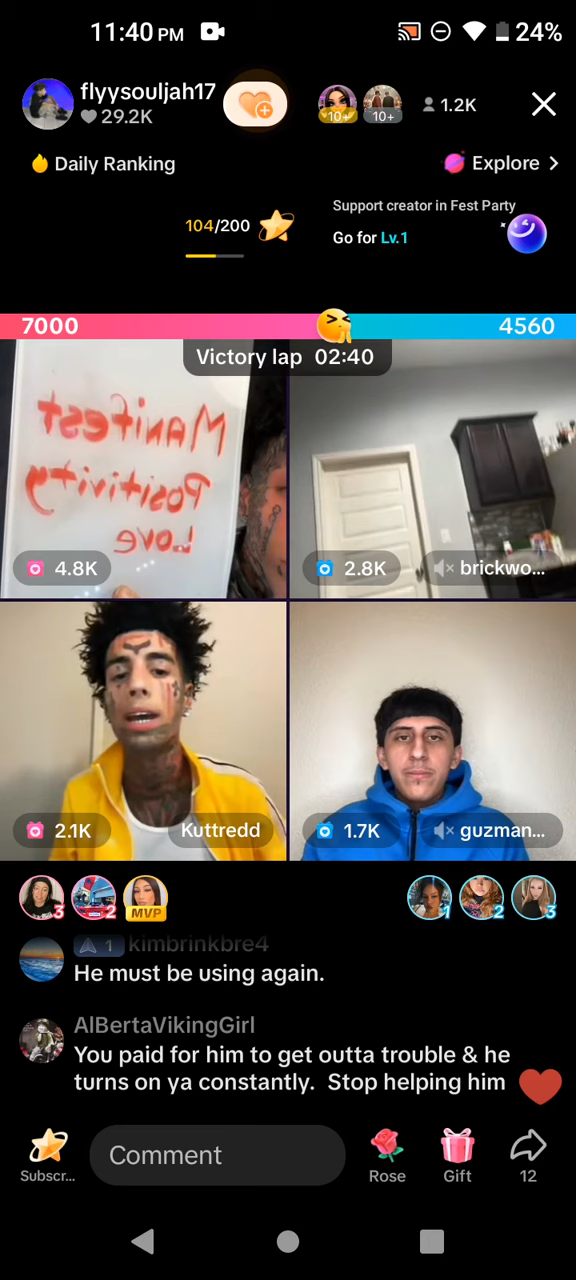 11:40 PM
24%
flyysouljah17
29.2K
10+
10+
1.2K
Daily Ranking
Explore >
104/200
Support creator in Fest Party
Go for Lv.1
7000
4560
Victory lap 02:40
Manifest
Positivity
Love
4.8K
2.8K
brickwo...
2.1K
Kuttredd
1.7K
guzman...
3
2
MVP
1
2
3
1
kimbrinkbre4
He must be using again.
AlBertaVikingGirl
You paid for him to get outta trouble & he
turns on ya constantly. Stop helping him
Subscr...
Comment
Rose
Gift
12